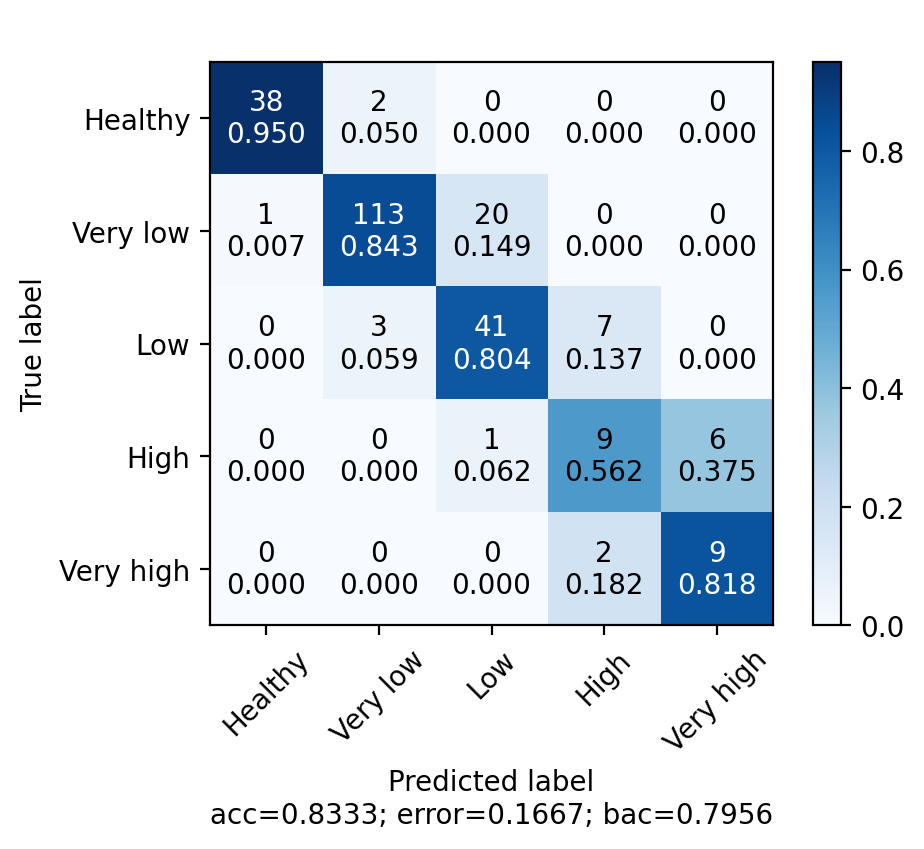 Healthy 38 2 0 0 0
0.950 0.050 0.000 0.000 0.000
Very low 1 113 20 0 0
0.007 0.843 0.149 0.000 0.000
Low 0 3 41 7 0
0.000 0.059 0.804 0.137 0.000
High 0 0 1 9 6
0.000 0.000 0.062 0.562 0.375
Very high 0 0 0 2 9
0.000 0.000 0.000 0.182 0.818
True label
0.8
0.6
0.4
0.2
0.0
Healthy
Very low
Low
High
Very high
Predicted label
acc=0.8333; error=0.1667; bac=0.7956